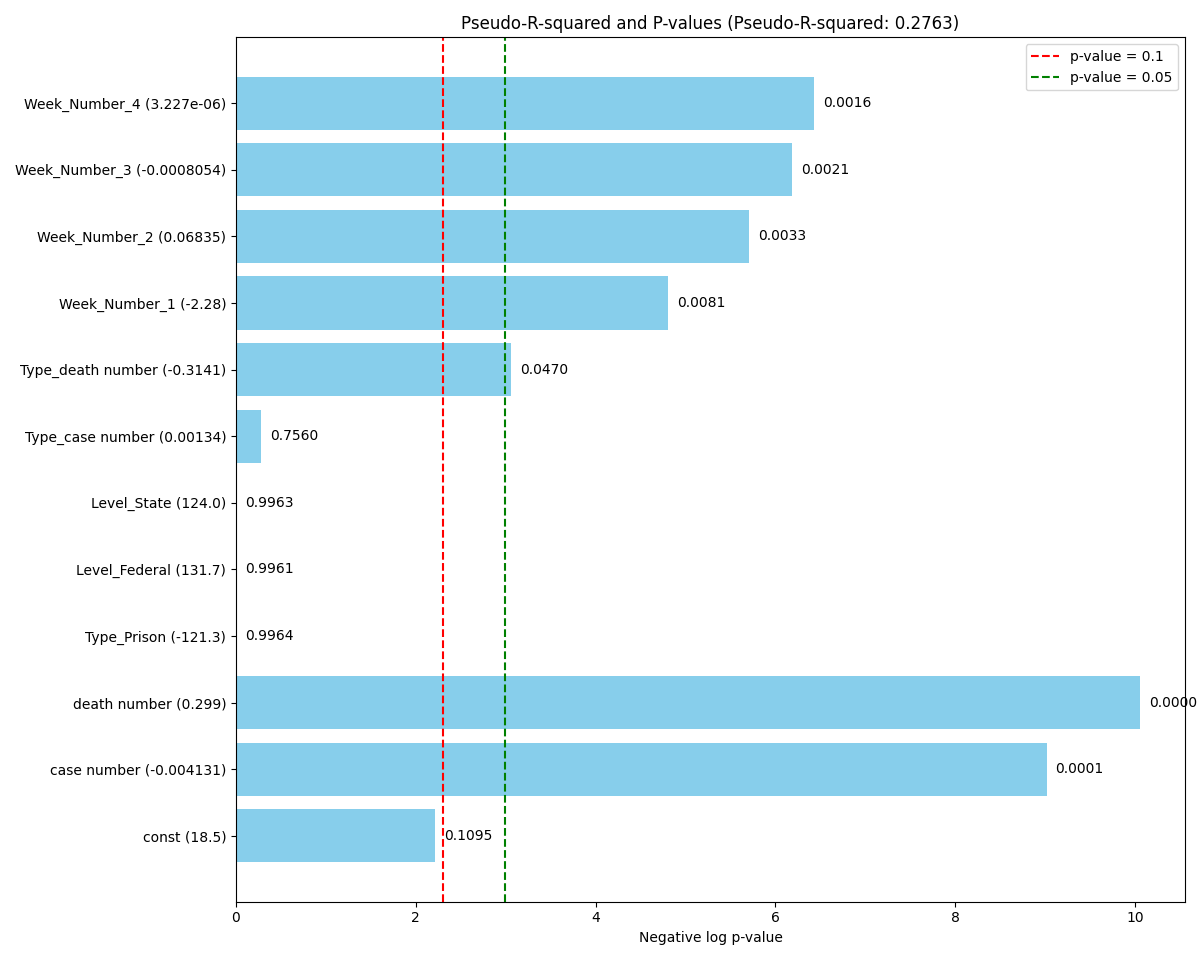 Pseudo-R-squared and P-values (Pseudo-R-squared: 0.2763)
p-value = 0.1
p-value = 0.05
Week_Number_4 (3.227e-06) 0.0016
Week_Number_3 (-0.0008054) 0.0021
Week_Number_2 (0.06835) 0.0033
Week_Number_1 (-2.28) 0.0081
Type_death number (-0.3141) 0.0470
Type_case number (0.00134) 0.7560
Level_State (124.0) 0.9963
Level_Federal (131.7) 0.9961
Type_Prison (-121.3) 0.9964
death number (0.299) 0.0000
case number (-0.004131) 0.0001
const (18.5) 0.1095
0 2 4 6 8 10
Negative log p-value